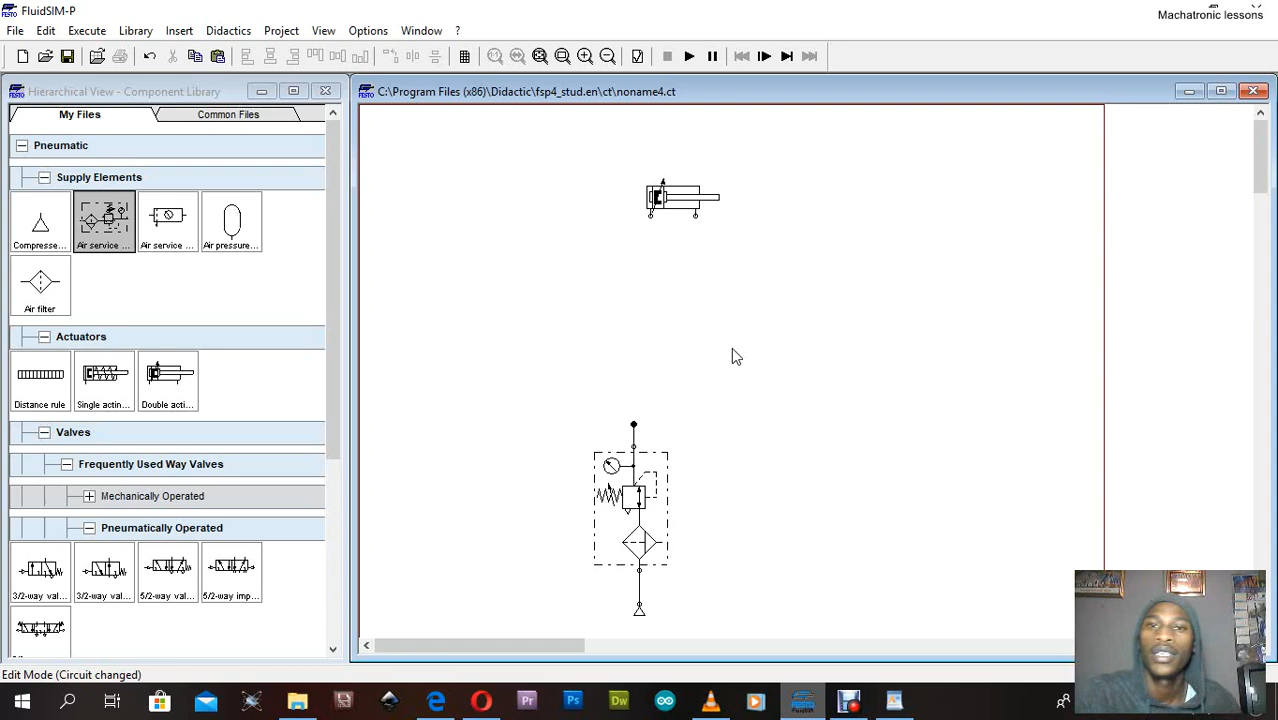 FESTO
FluidSIM-P
Machatronic lessons
File Edit Execute Library Insert Didactics Project View Options Window ?
Hierarchical View - Component Library
My Files
Common Files
Pneumatic
Supply Elements
Compresse...
Air service ...
Air service ...
Air pressure...
Air filter
Actuators
Distance rule
Single actin...
Double acti...
Valves
Frequently Used Way Valves
Mechanically Operated
Pneumatically Operated
3/2-way val...
3/2-way val...
5/2-way val...
5/2-way imp...
C:\Program Files (x86)\Didactic\fsp4_stud.en\ct\noname4.ct
A
Edit Mode (Circuit changed)
Pr
Ps
Dw